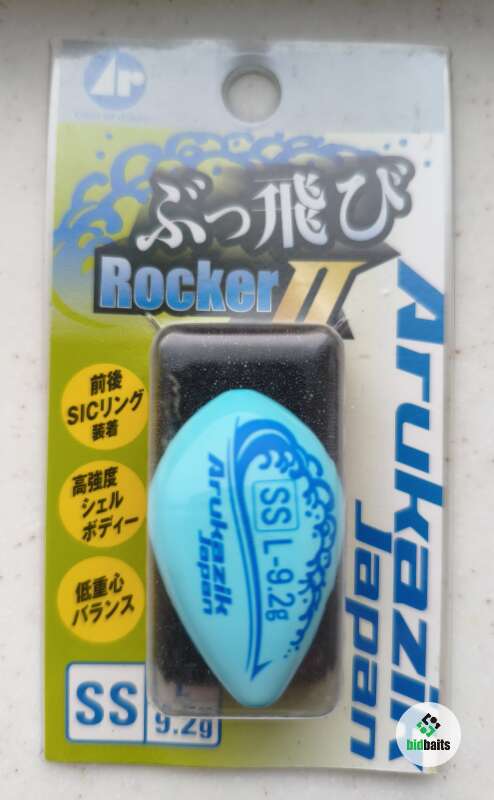 Ar
ぶっ飛び
Rocker II
前後
SICリング
装着
高強度
シェル
ボディー
低重心
バランス
Arukazik
Japan
SS L-9.2g
Arukazik
Japan
SS
L
9.2g
bidbaits